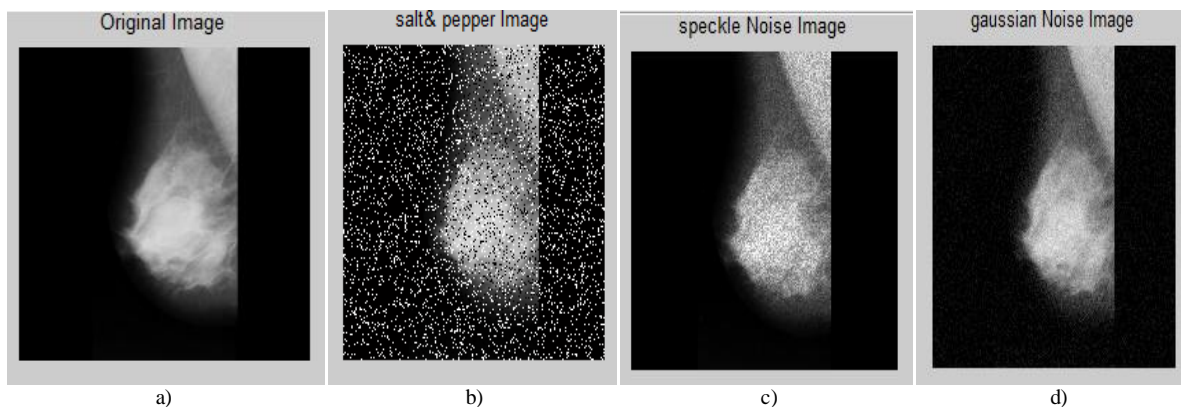 Original Image
salt& pepper Image
speckle Noise Image
gaussian Noise Image
a)
b)
c)
d)